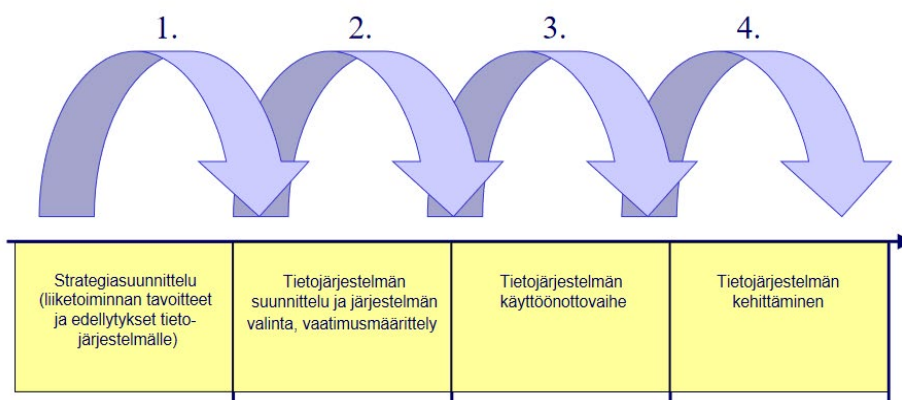 1.
2.
3.
4.
Strategiasuunnittelu
(liiketoiminnan tavoitteet
ja edellytykset tieto-
järjestelmälle)
Tietojärjestelmän
suunnittelu ja järjestelmän
valinta, vaatimusmäärittely
Tietojärjestelmän
käyttöönottovaihe
Tietojärjestelmän
kehittäminen